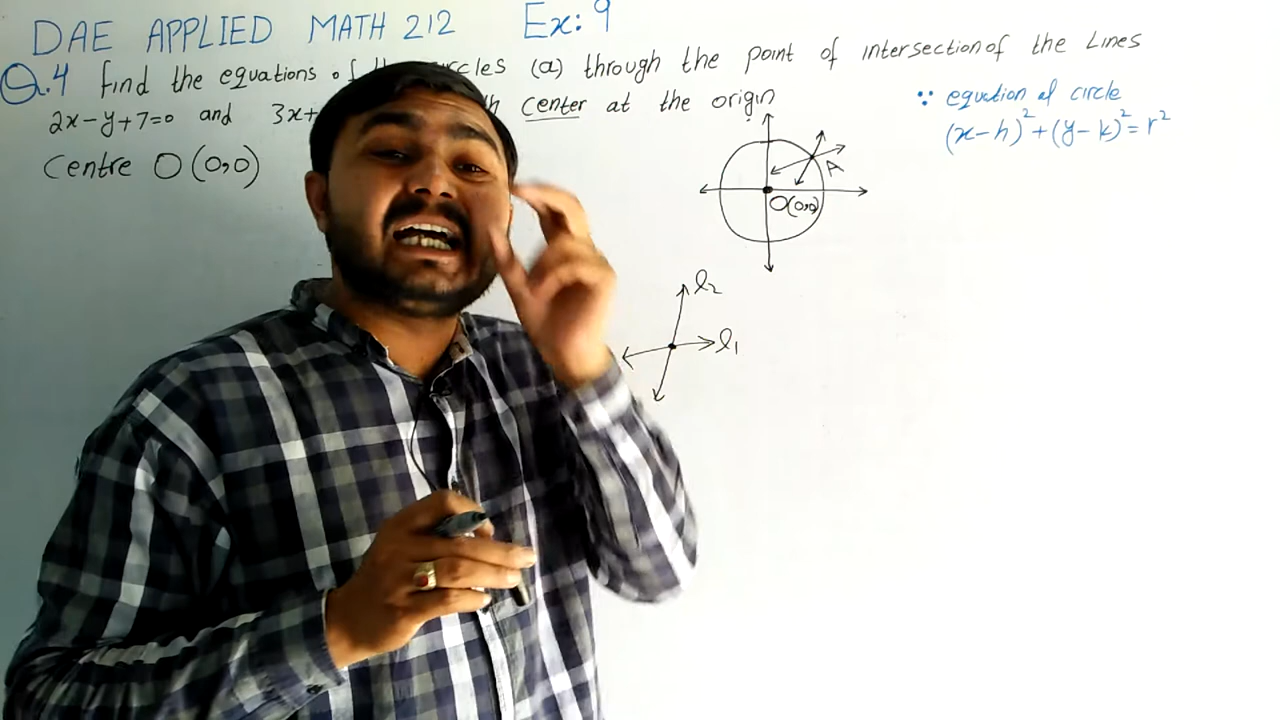 DAE APPLIED MATH 212 Ex: 9
Q.4 find the equations of circles (a) through the point of intersection of the Lines
2x-y+7=0 and 3x+ center at the origin
Centre O(0,0)
∵ equation of circle
(x-h)²+(y-k)²=r²
A
O(0,0)
l₂
l₁